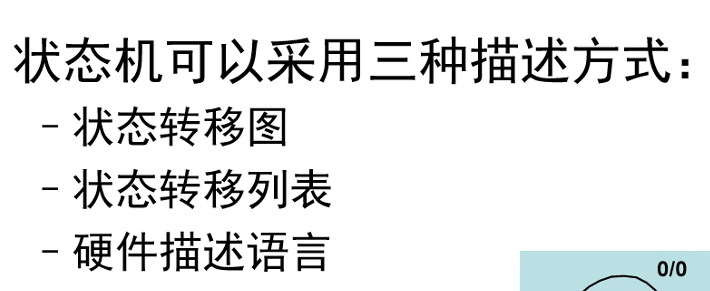 状态机可以采用三种描述方式：
– 状态转移图
– 状态转移列表
– 硬件描述语言
0/0